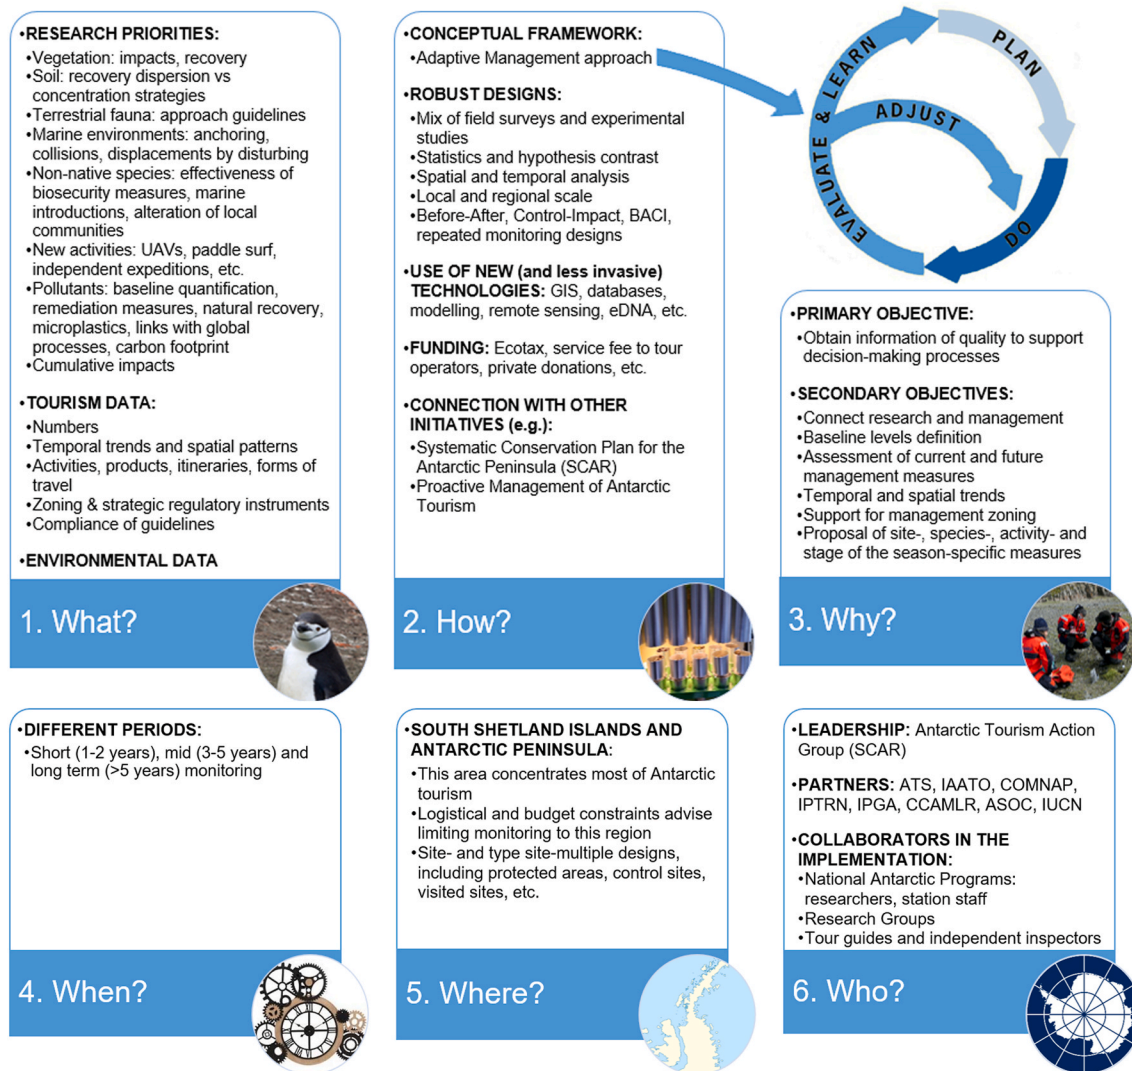 •RESEARCH PRIORITIES:
•Vegetation: impacts, recovery
•Soil: recovery dispersion vs
concentration strategies
•Terrestrial fauna: approach guidelines
•Marine environments: anchoring,
collisions, displacements by disturbing
•Non-native species: effectiveness of
biosecurity measures, marine
introductions, alteration of local
communities
•New activities: UAVs, paddle surf,
independent expeditions, etc.
•Pollutants: baseline quantification,
remediation measures, natural recovery,
microplastics, links with global
processes, carbon footprint
•Cumulative impacts
•TOURISM DATA:
•Numbers
•Temporal trends and spatial patterns
•Activities, products, itineraries, forms of
travel
•Zoning & strategic regulatory instruments
•Compliance of guidelines
•ENVIRONMENTAL DATA
1. What?
•CONCEPTUAL FRAMEWORK:
•Adaptive Management approach
•ROBUST DESIGNS:
•Mix of field surveys and experimental
studies
•Statistics and hypothesis contrast
•Spatial and temporal analysis
•Local and regional scale
•Before-After, Control-Impact, BACI,
repeated monitoring designs
•USE OF NEW (and less invasive)
TECHNOLOGIES: GIS, databases,
modelling, remote sensing, eDNA, etc.
•FUNDING: Ecotax, service fee to tour
operators, private donations, etc.
•CONNECTION WITH OTHER
INITIATIVES (e.g.):
•Systematic Conservation Plan for the
Antarctic Peninsula (SCAR)
•Proactive Management of Antarctic
Tourism
2. How?
PLAN
DO
EVALUATE & LEARN
ADJUST
•PRIMARY OBJECTIVE:
•Obtain information of quality to support
decision-making processes
•SECONDARY OBJECTIVES:
•Connect research and management
•Baseline levels definition
•Assessment of current and future
management measures
•Temporal and spatial trends
•Support for management zoning
•Proposal of site-, species-, activity- and
stage of the season-specific measures
3. Why?
•DIFFERENT PERIODS:
•Short (1-2 years), mid (3-5 years) and
long term (>5 years) monitoring
4. When?
•SOUTH SHETLAND ISLANDS AND
ANTARCTIC PENINSULA:
•This area concentrates most of Antarctic
tourism
•Logistical and budget constraints advise
limiting monitoring to this region
•Site- and type site-multiple designs,
including protected areas, control sites,
visited sites, etc.
5. Where?
•LEADERSHIP: Antarctic Tourism Action
Group (SCAR)
•PARTNERS: ATS, IAATO, COMNAP,
IPTRN, IPGA, CCAMLR, ASOC, IUCN
•COLLABORATORS IN THE
IMPLEMENTATION:
•National Antarctic Programs:
researchers, station staff
•Research Groups
•Tour guides and independent inspectors
6. Who?